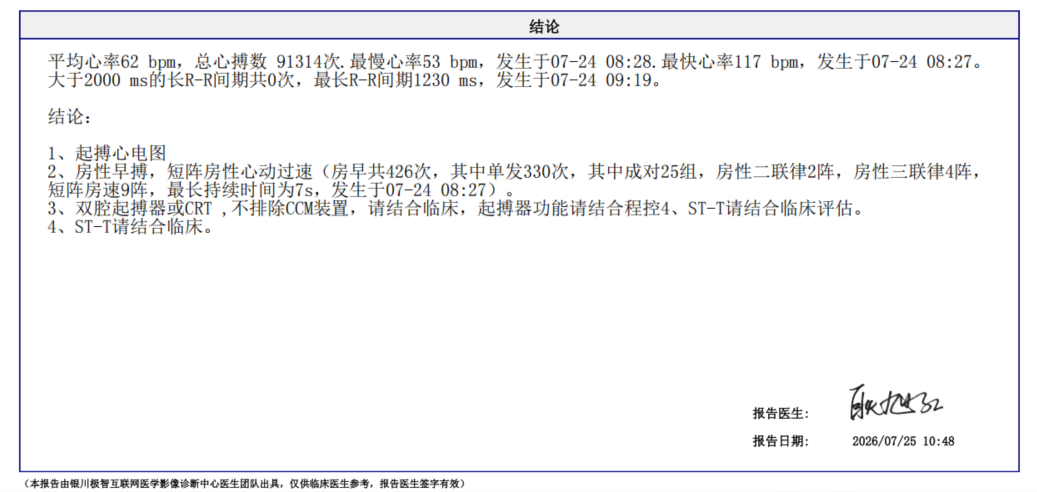 结论
平均心率62 bpm，总心搏数 91314次.最慢心率53 bpm，发生于07-24 08:28.最快心率117 bpm，发生于07-24 08:27。
大于2000 ms的长R-R间期共0次，最长R-R间期1230 ms，发生于07-24 09:19。
结论：
1、起搏心电图
2、房性早搏，短阵房性心动过速（房早共426次，其中单发330次，其中成对25组，房性二联律2阵，房性三联律4阵，
短阵房速9阵，最长持续时间为7s，发生于07-24 08:27）。
3、双腔起搏器或CRT ,不排除CCM装置，请结合临床，起搏器功能请结合程控4、ST-T请结合临床评估。
4、ST-T请结合临床。
报告医生:
报告日期: 2026/07/25 10:48
（本报告由银川极智互联网医学影像诊断中心医生团队出具，仅供临床医生参考，报告医生签字有效）